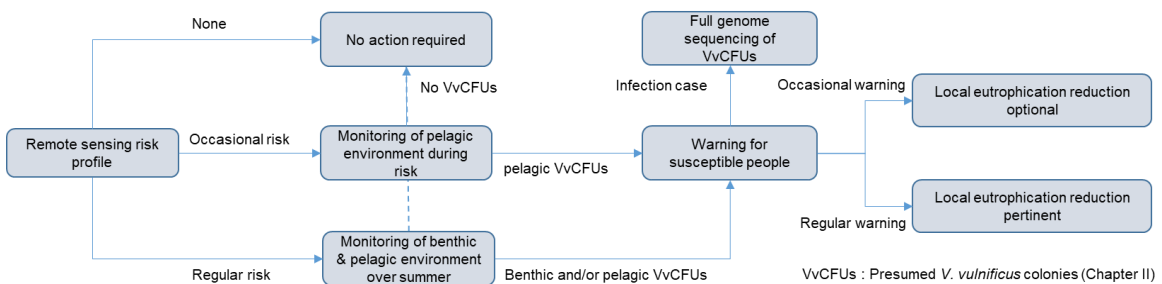 None
No action required
Full genome
sequencing of
VvCFUs
No VvCFUs
Infection case
Occasional warning
Local eutrophication reduction
optional
Remote sensing risk
profile
Occasional risk
Monitoring of pelagic
environment during
risk
pelagic VvCFUs
Warning for
susceptible people
Local eutrophication reduction
pertinent
Regular warning
Regular risk
Monitoring of benthic
& pelagic environment
over summer
Benthic and/or pelagic VvCFUs
VvCFUs : Presumed V. vulnificus colonies (Chapter II)